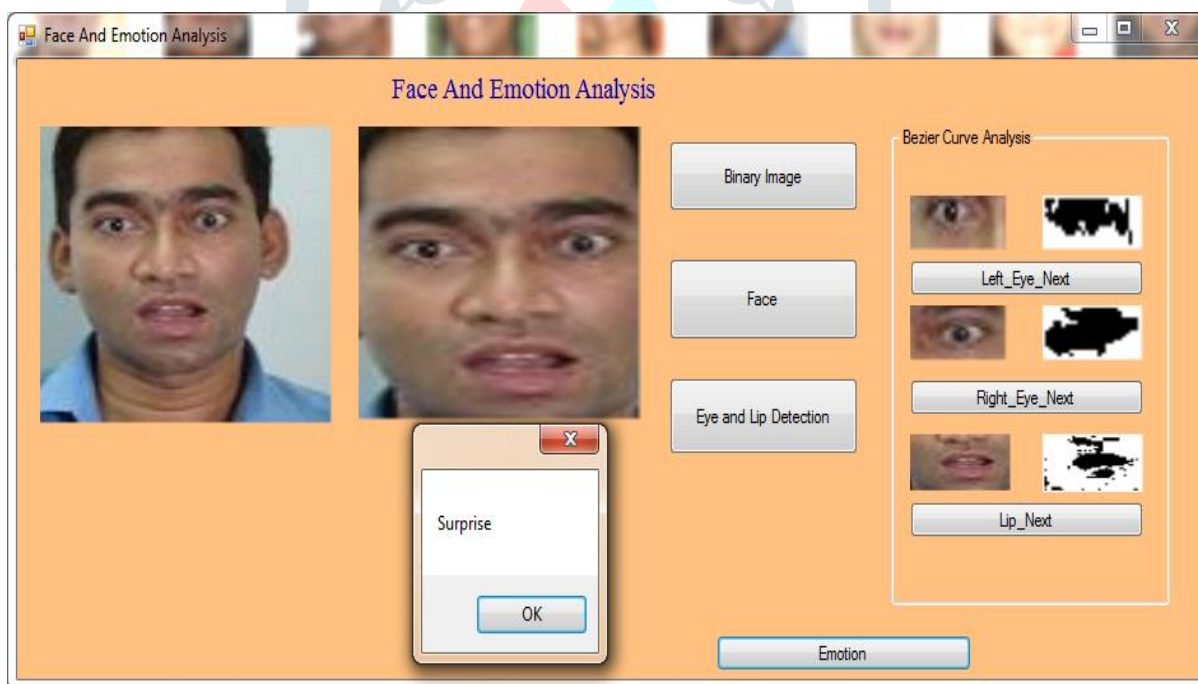 Face And Emotion Analysis
Face And Emotion Analysis
Binary Image
Face
Eye and Lip Detection
Bezier Curve Analysis
Left_Eye_Next
Right_Eye_Next
Lip_Next
Surprise
OK
Emotion